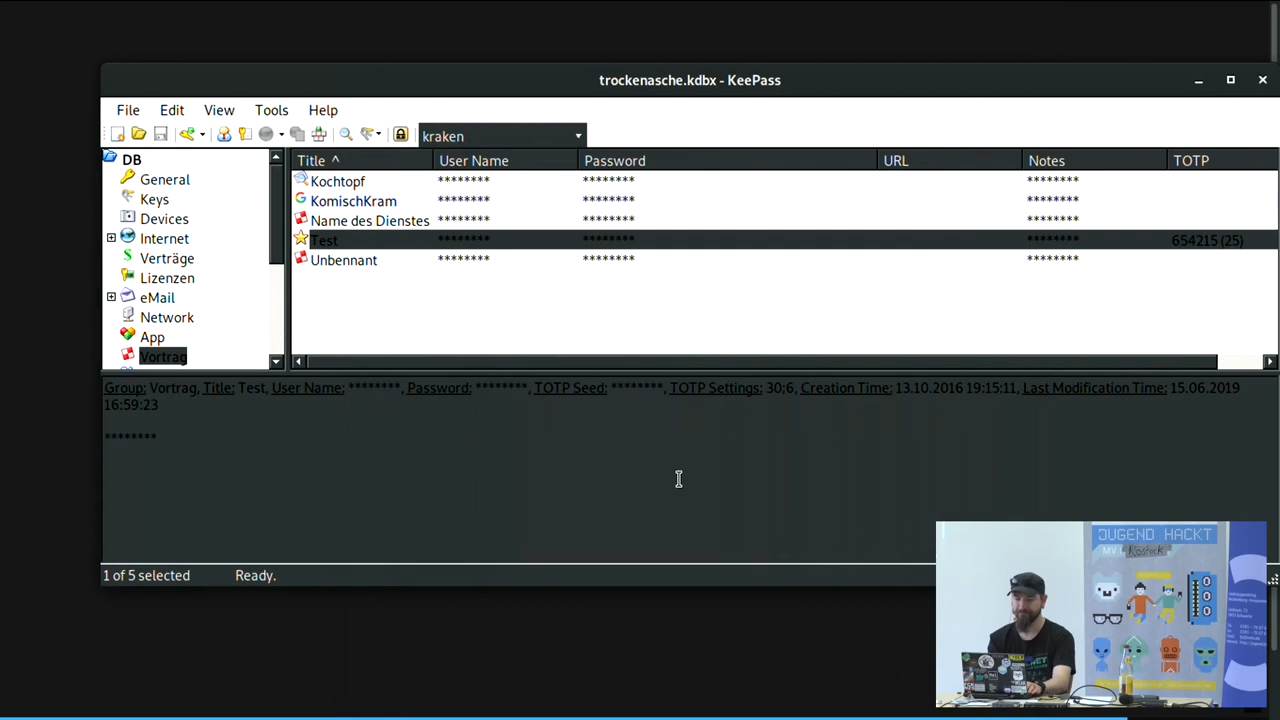 trockenasche.kdbx - KeePass
File Edit View Tools Help
kraken
DB
General
Keys
Devices
Internet
Verträge
Lizenzen
eMail
Network
App
Vortrag
Title ^ User Name Password URL Notes TOTP
Kochtopf ******** ******** ********
KomischKram ******** ******** ********
Name des Dienstes ******** ******** ********
Test ******** ******** ******** 654215 (25)
Unbennant ******** ******** ********
Group: Vortrag, Title: Test, User Name: ********, Password: ********, TOTP Seed: ********, TOTP Settings: 30;6, Creation Time: 13.10.2016 19:15:11, Last Modification Time: 15.06.2019
16:59:23
********
1 of 5 selected Ready.
JUGEND HACKT
MV Rostock